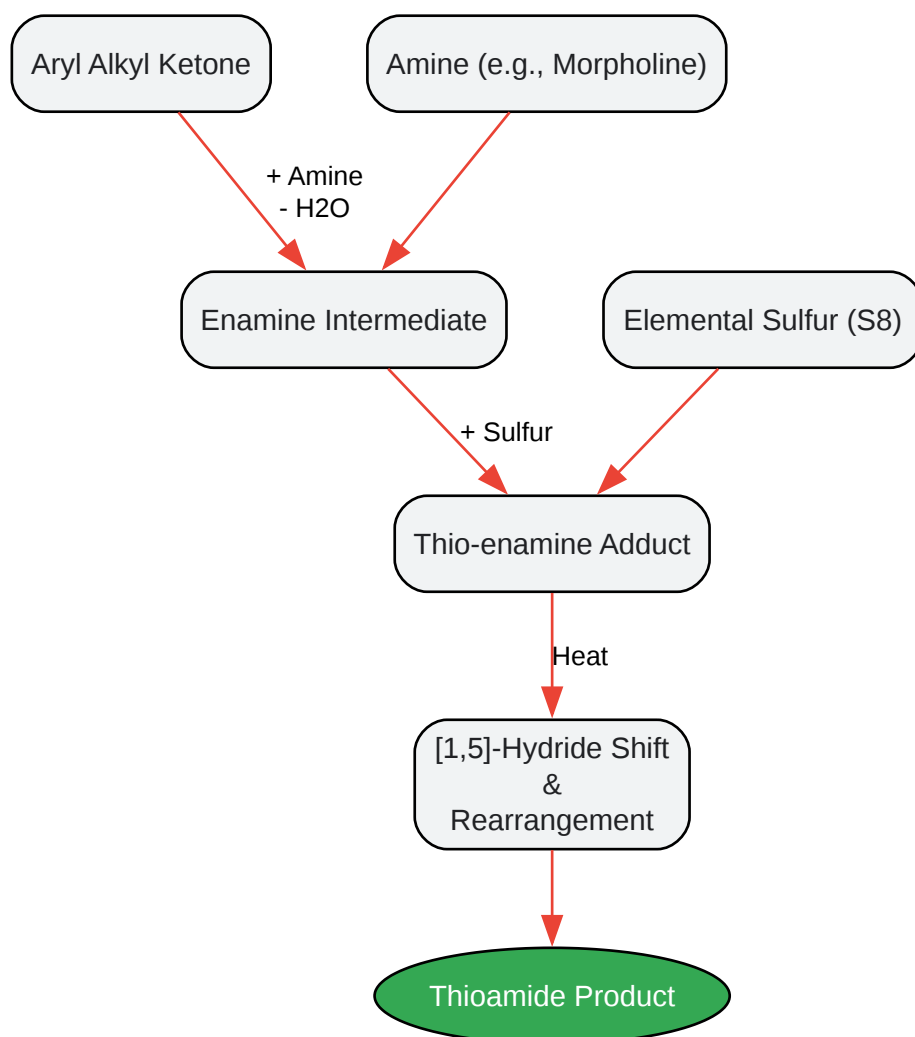 Aryl Alkyl Ketone
Amine (e.g., Morpholine)
+ Amine
- H2O
Enamine Intermediate
Elemental Sulfur (S8)
+ Sulfur
Thio-enamine Adduct
Heat
[1,5]-Hydride Shift
&
Rearrangement
Thioamide Product